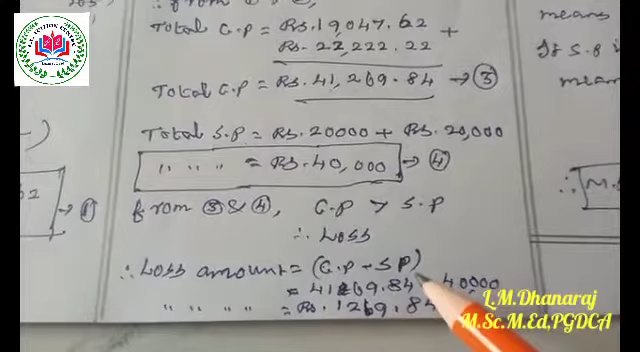 Total C.P = Rs.19047.62 +
Rs.22,222.22
Total C.P = Rs.41,269.84 → ③
Total S.P = Rs.20000 + Rs.20,000
" " " = Rs.40,000 → ④
from ③ & ④, C.P > S.P
∴ Loss
∴ Loss amount = (C.P - S.P)
= 41269.84 40000
" " " " = Rs.1269.84
means
If S.P i
mean
∴
→ ①
L.M.Dhanaraj
M.Sc.M.Ed,PGDCA